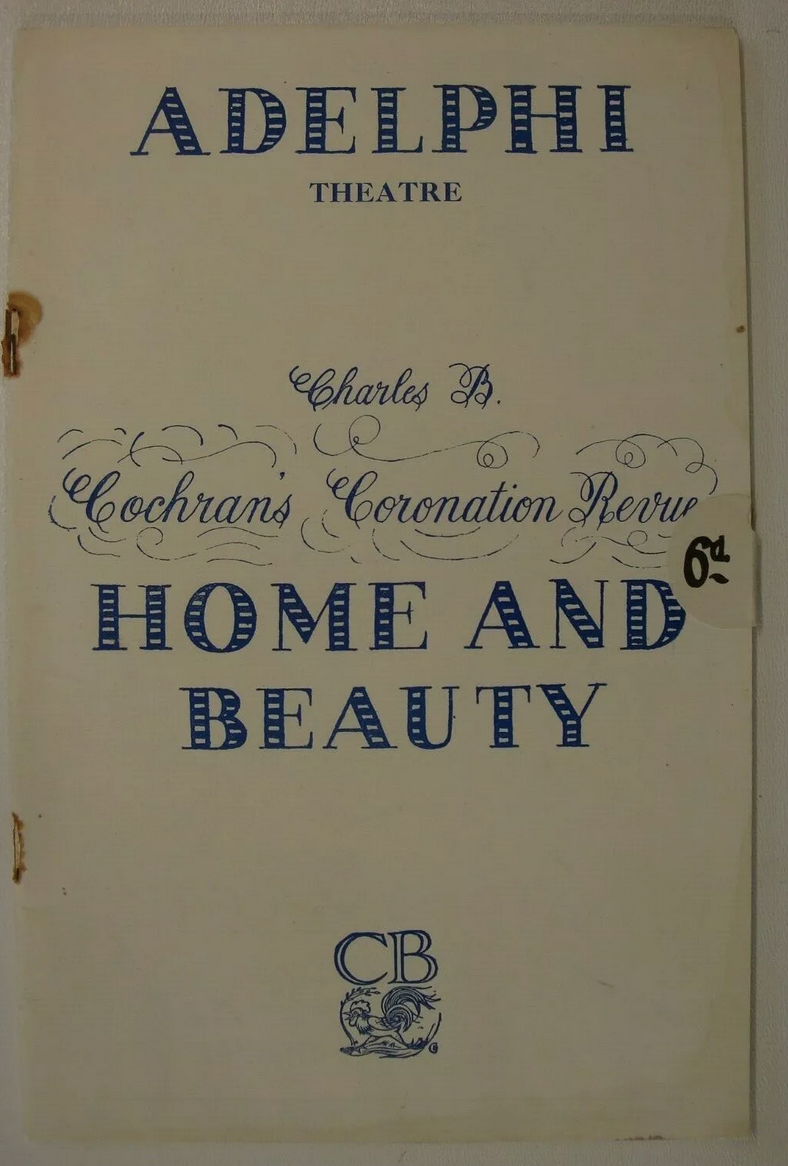 ADELPHI
THEATRE
Charles B.
Cochran's Coronation Revue
6d
HOME AND
BEAUTY
CB